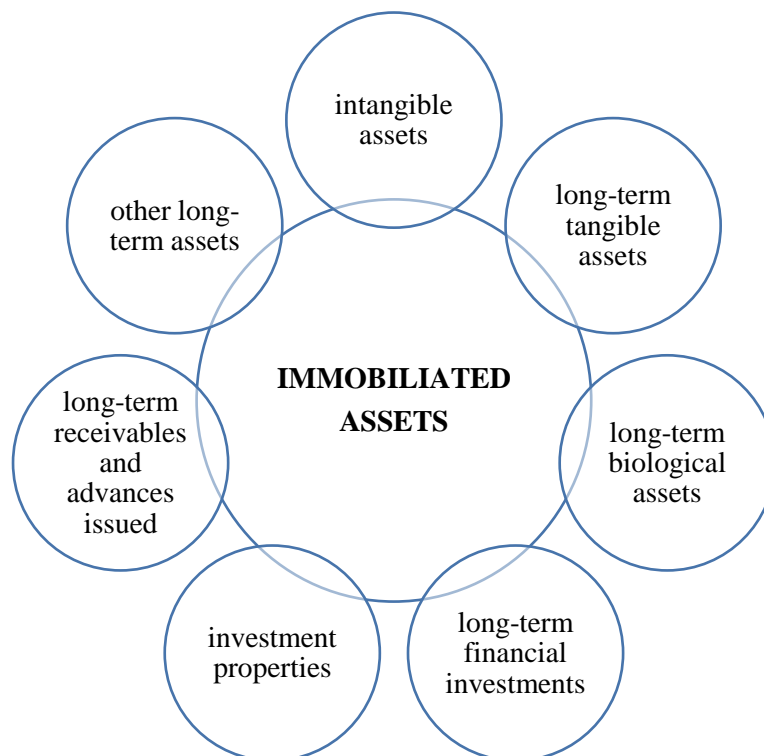 intangible
assets
long-term
tangible
assets
long-term
biological
assets
long-term
financial
investments
investment
properties
long-term
receivables
and
advances
issued
other long-
term assets
IMMOBILIATED
ASSETS